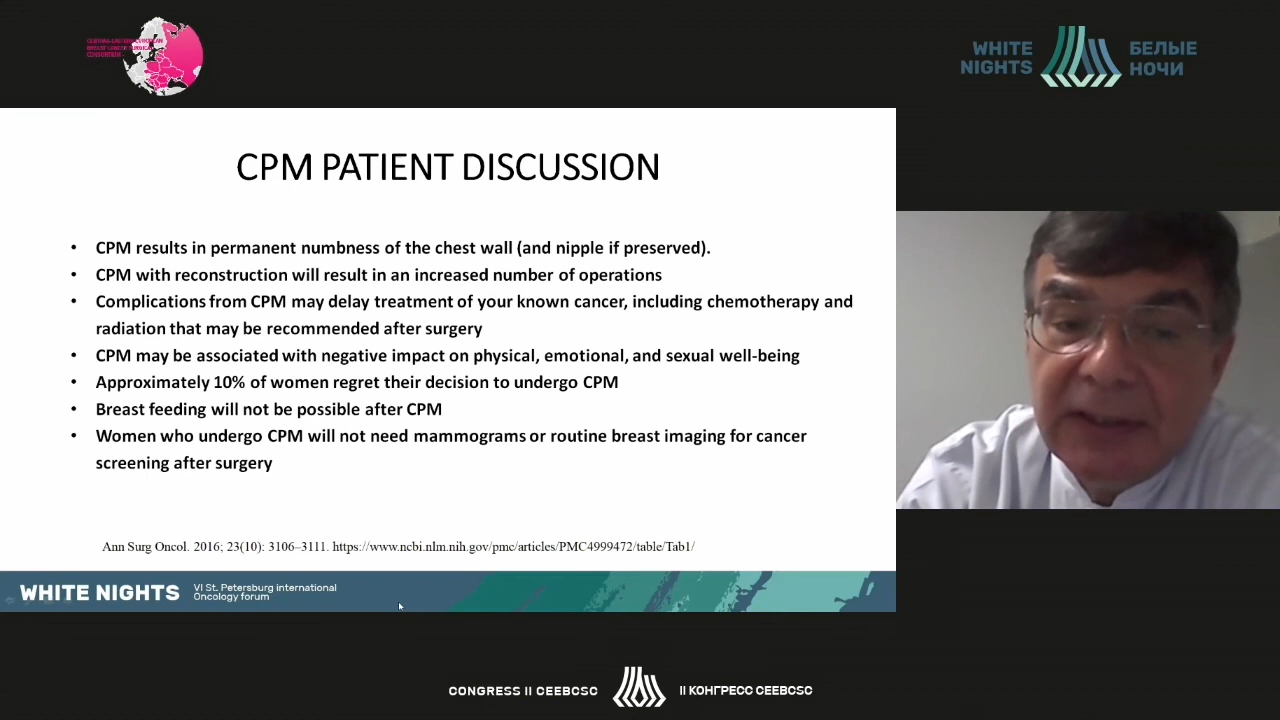 CENTRAL-EASTERN EUROPEAN
BREAST CANCER SURGICAL
CONSORTIUM
WHITE
NIGHTS
БЕЛЫЕ
НОЧИ
CPM PATIENT DISCUSSION
• CPM results in permanent numbness of the chest wall (and nipple if preserved).
• CPM with reconstruction will result in an increased number of operations
• Complications from CPM may delay treatment of your known cancer, including chemotherapy and
radiation that may be recommended after surgery
• CPM may be associated with negative impact on physical, emotional, and sexual well-being
• Approximately 10% of women regret their decision to undergo CPM
• Breast feeding will not be possible after CPM
• Women who undergo CPM will not need mammograms or routine breast imaging for cancer
screening after surgery
Ann Surg Oncol. 2016; 23(10): 3106–3111. https://www.ncbi.nlm.nih.gov/pmc/articles/PMC4999472/table/Tab1/
WHITE NIGHTS
VI St. Petersburg international
Oncology forum
CONGRESS II CEEBCSC
II КОНГРЕСС CEEBCSC